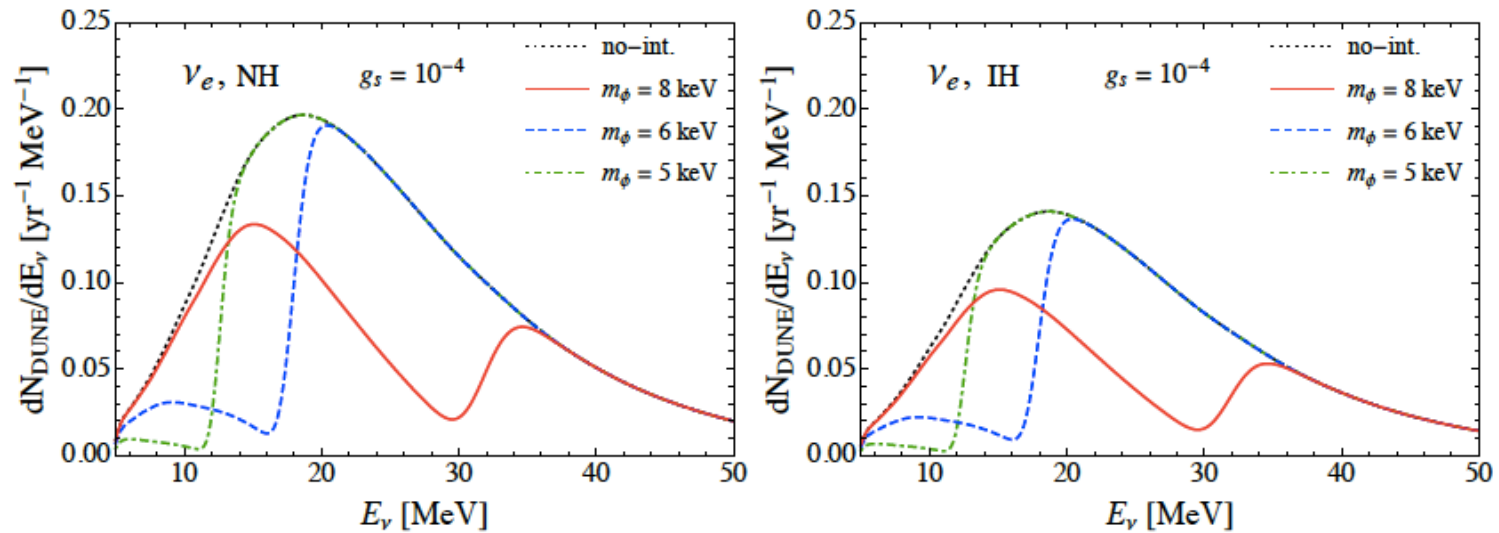 0.25
0.20
0.15
0.10
0.05
0.00
dN_DUNE/dE_ν [yr⁻¹ MeV⁻¹]
ν_e, NH
g_s = 10⁻⁴
no−int.
m_ϕ = 8 keV
m_ϕ = 6 keV
m_ϕ = 5 keV
10 20 30 40 50
E_ν [MeV]
0.25
0.20
0.15
0.10
0.05
0.00
dN_DUNE/dE_ν [yr⁻¹ MeV⁻¹]
ν_e, IH
g_s = 10⁻⁴
no−int.
m_ϕ = 8 keV
m_ϕ = 6 keV
m_ϕ = 5 keV
10 20 30 40 50
E_ν [MeV]